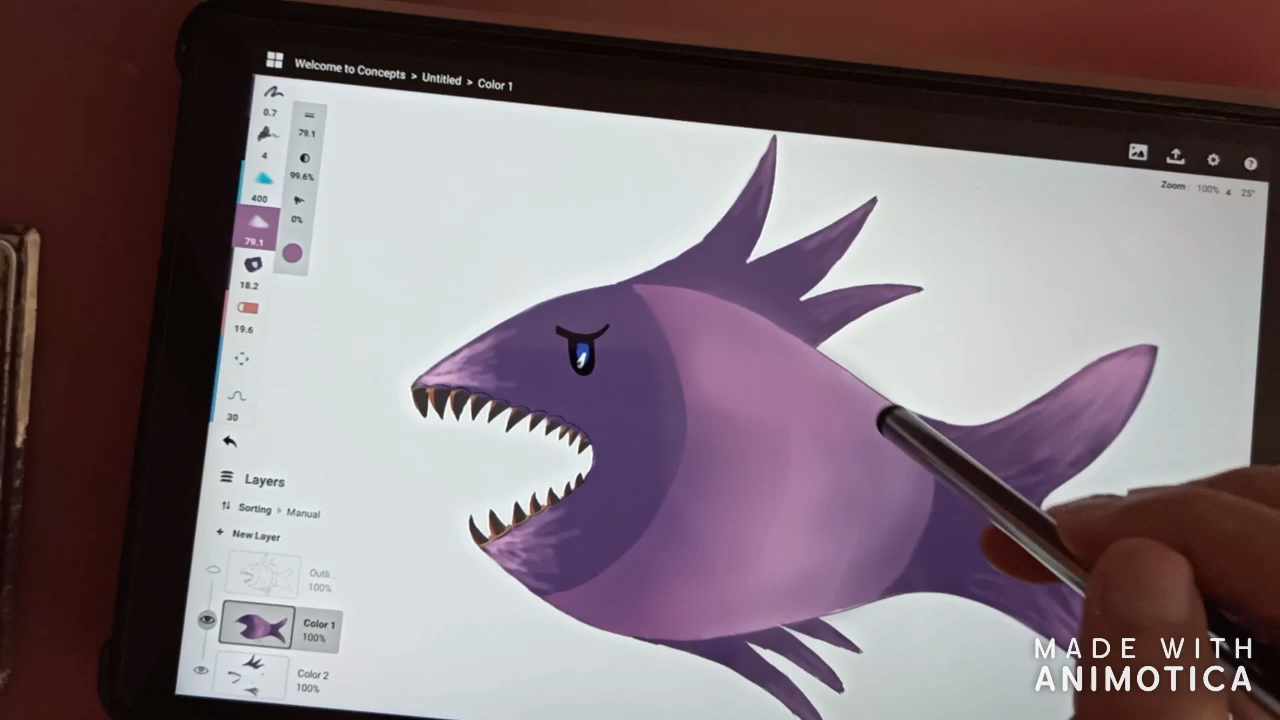 Welcome to Concepts > Untitled > Color 1
0.7
79.1
4
99.6%
400
0%
79.1
18.2
19.6
30
Zoom : 100% 25°
Layers
Sorting > Manual
+ New Layer
Outli...
100%
Color 1
100%
Color 2
100%
MADE WITH
ANIMOTICA